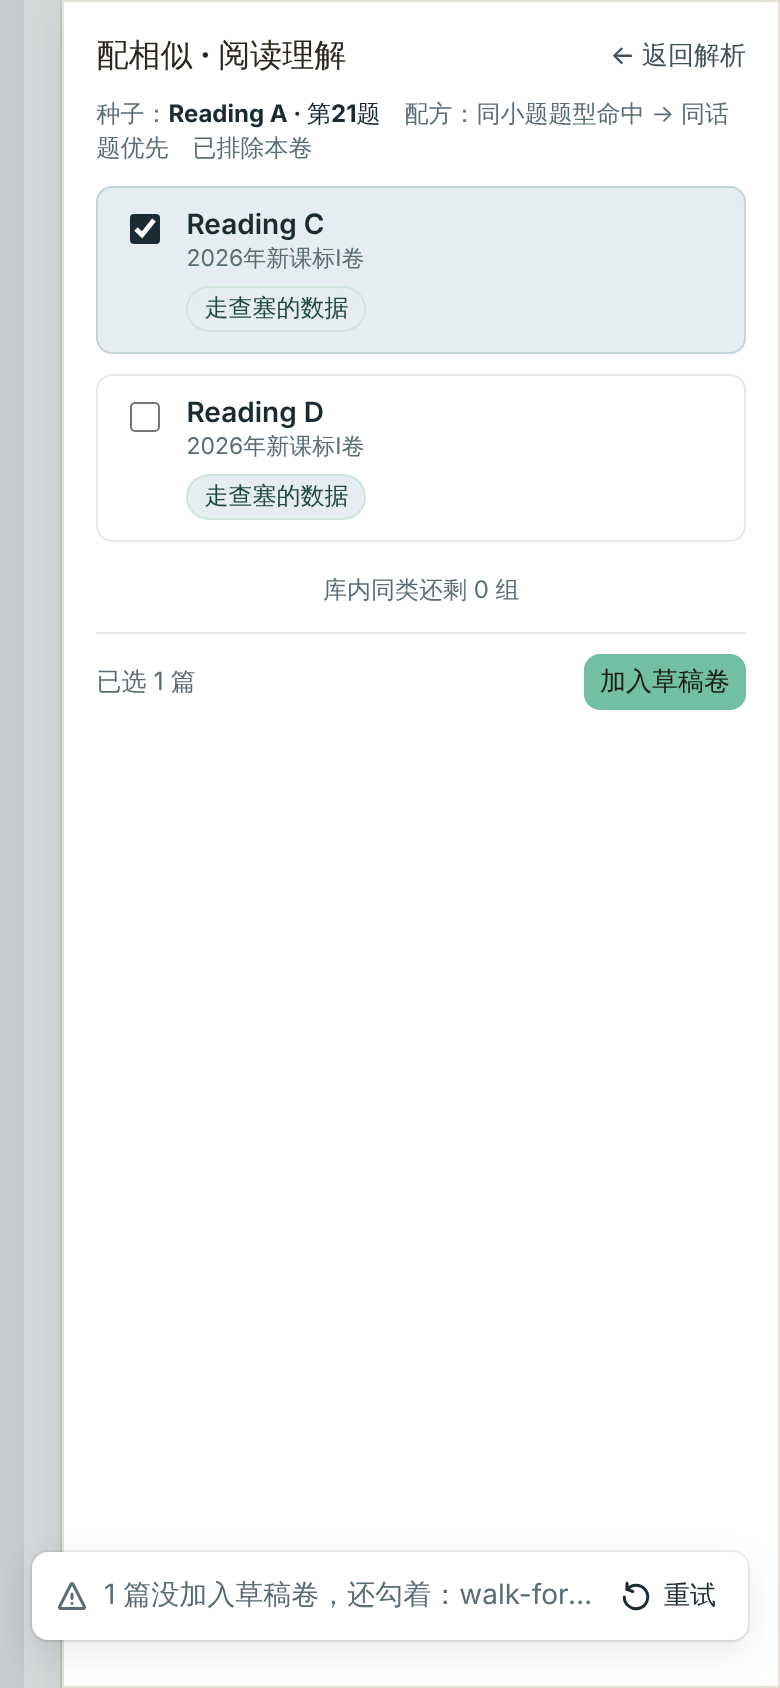 配相似 · 阅读理解
← 返回解析
种子：Reading A · 第21题 配方：同小题题型命中 → 同话
题优先 已排除本卷
Reading C
2026年新课标I卷
走查塞的数据
Reading D
2026年新课标I卷
走查塞的数据
库内同类还剩 0 组
已选 1 篇
加入草稿卷
1 篇没加入草稿卷，还勾着：walk-for...
重试